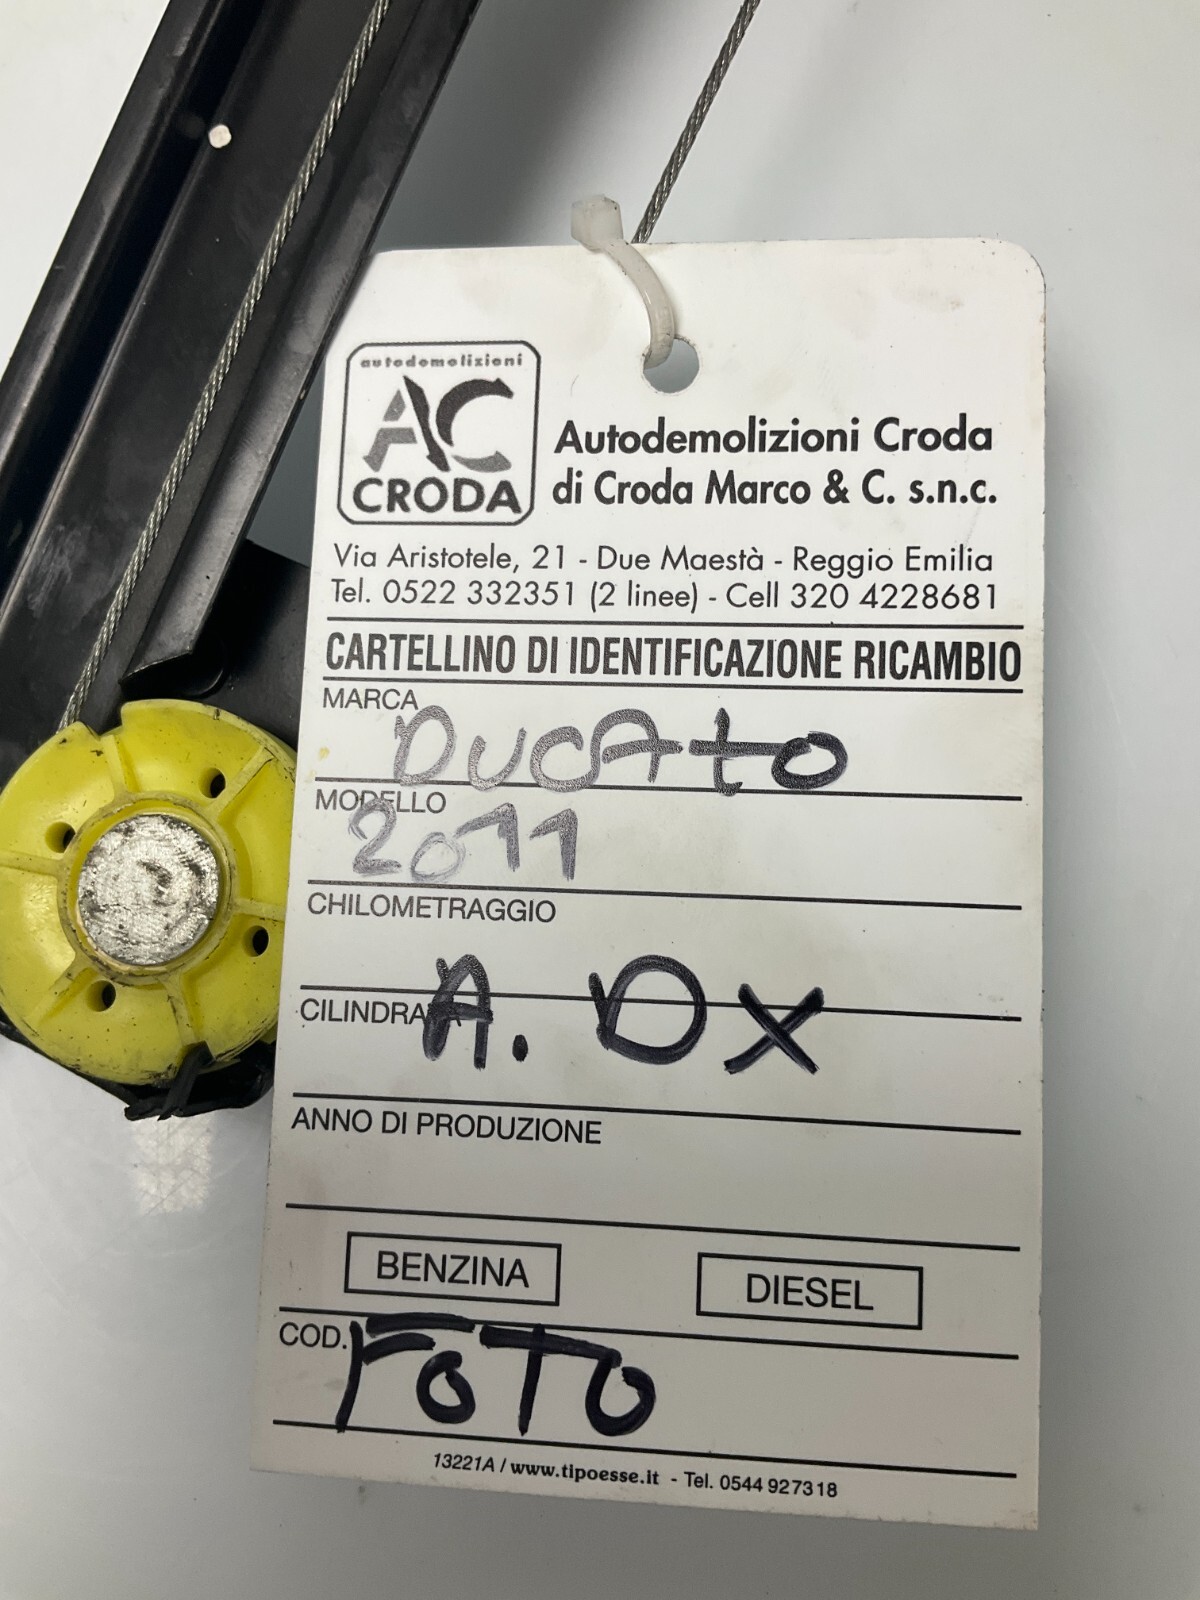 autodemolizioni
AC
CRODA
Autodemolizioni Croda
di Croda Marco & C. s.n.c.
Via Aristotele, 21 - Due Maestà - Reggio Emilia
Tel. 0522 332351 (2 linee) - Cell 320 4228681
CARTELLINO DI IDENTIFICAZIONE RICAMBIO
MARCA
DUCAto
MODELLO
2011
CHILOMETRAGGIO
CILINDRATA
A. DX
ANNO DI PRODUZIONE
BENZINA DIESEL
COD. FOTO
13221A / www.tipoesse.it - Tel. 0544 927318